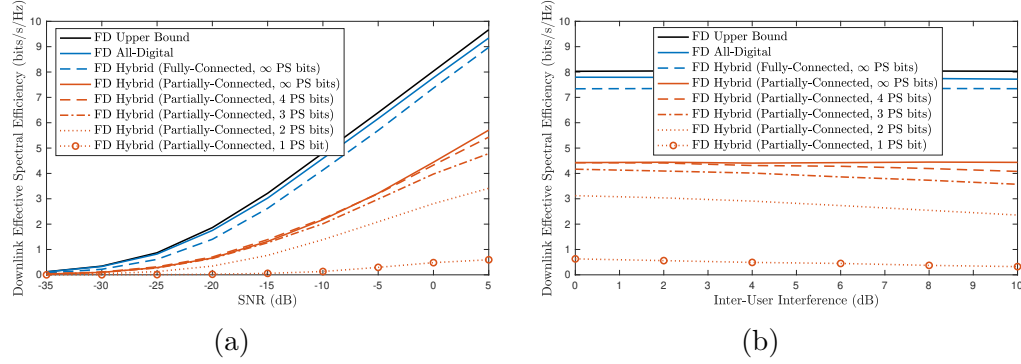 Downlink Effective Spectral Efficiency (bits/s/Hz)
10
9
8
7
6
5
4
3
2
1
0
FD Upper Bound
FD All-Digital
FD Hybrid (Fully-Connected, ∞ PS bits)
FD Hybrid (Partially-Connected, ∞ PS bits)
FD Hybrid (Partially-Connected, 4 PS bits)
FD Hybrid (Partially-Connected, 3 PS bits)
FD Hybrid (Partially-Connected, 2 PS bits)
FD Hybrid (Partially-Connected, 1 PS bit)
-35 -30 -25 -20 -15 -10 -5 0 5
SNR (dB)
(a)
Downlink Effective Spectral Efficiency (bits/s/Hz)
10
9
8
7
6
5
4
3
2
1
0
FD Upper Bound
FD All-Digital
FD Hybrid (Fully-Connected, ∞ PS bits)
FD Hybrid (Partially-Connected, ∞ PS bits)
FD Hybrid (Partially-Connected, 4 PS bits)
FD Hybrid (Partially-Connected, 3 PS bits)
FD Hybrid (Partially-Connected, 2 PS bits)
FD Hybrid (Partially-Connected, 1 PS bit)
0 2 4 6 8 10
Inter-User Interference (dB)
(b)